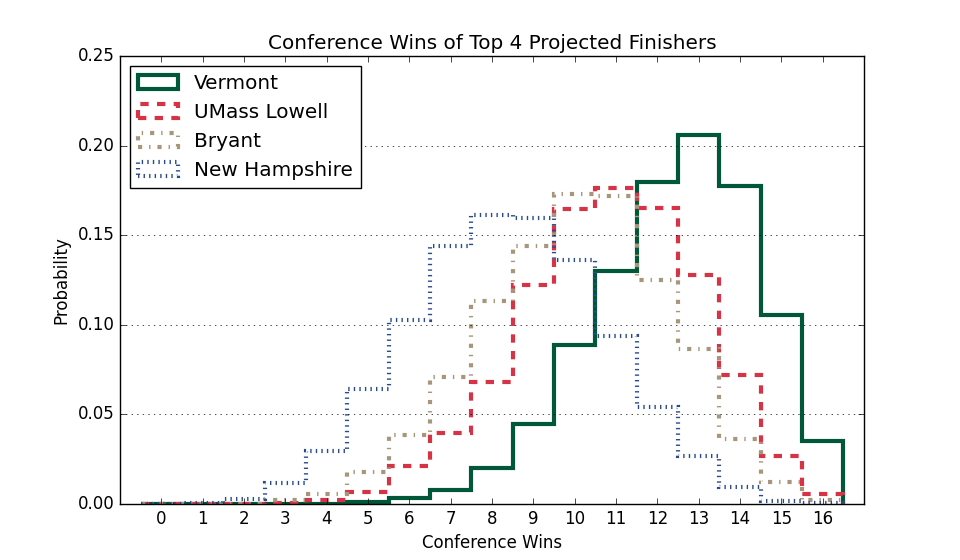 Conference Wins of Top 4 Projected Finishers
0.25
0.20
0.15
0.10
0.05
0.00
Probability
Vermont
UMass Lowell
Bryant
New Hampshire
0 1 2 3 4 5 6 7 8 9 10 11 12 13 14 15 16
Conference Wins